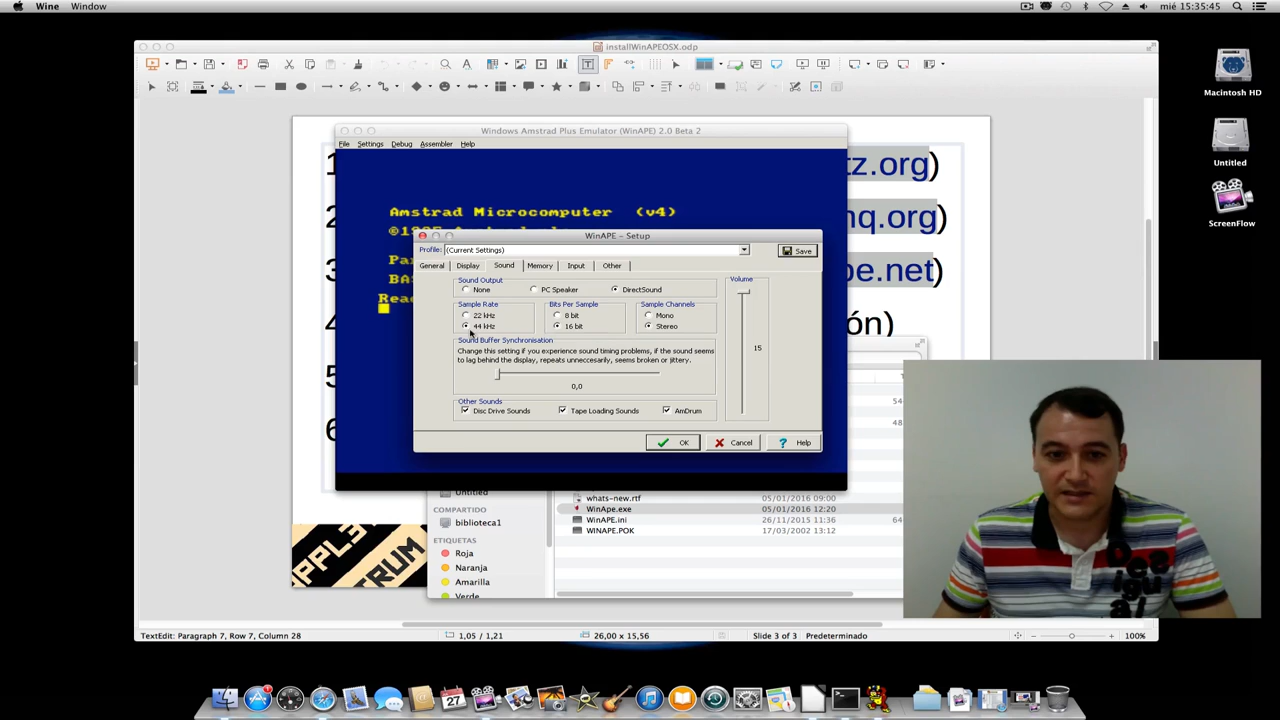 Wine Window
mié 15:35:45
installWinAPEOSX.odp
Macintosh HD
Untitled
ScreenFlow
tz.org)
nq.org)
pe.net)
ón)
Windows Amstrad Plus Emulator (WinAPE) 2.0 Beta 2
File Settings Debug Assembler Help
Amstrad Microcomputer (v4)
WinAPE - Setup
Profile: (Current Settings)
Save
General Display Sound Memory Input Other
Sound Output
None PC Speaker DirectSound
Volume
Sample Rate Bits Per Sample Sample Channels
22 kHz 8 bit Mono
44 kHz 16 bit Stereo
Sound Buffer Synchronisation
Change this setting if you experience sound timing problems, if the sound seems
to lag behind the display, repeats unneccesarily, seems broken or jittery.
15
0,0
Other Sounds
Disc Drive Sounds Tape Loading Sounds AmDrum
OK Cancel Help
Untitled
COMPARTIDO
biblioteca1
ETIQUETAS
Roja
Naranja
Amarilla
Verde
whats-new.rtf 05/01/2016 09:00
WinApe.exe 05/01/2016 12:20
WinAPE.ini 26/11/2015 11:36 64
WINAPE.POK 17/03/2002 13:12
TextEdit: Paragraph 7, Row 7, Column 28
1,05 / 1,21
26,00 x 15,56
Slide 3 of 3
Predeterminado
100%